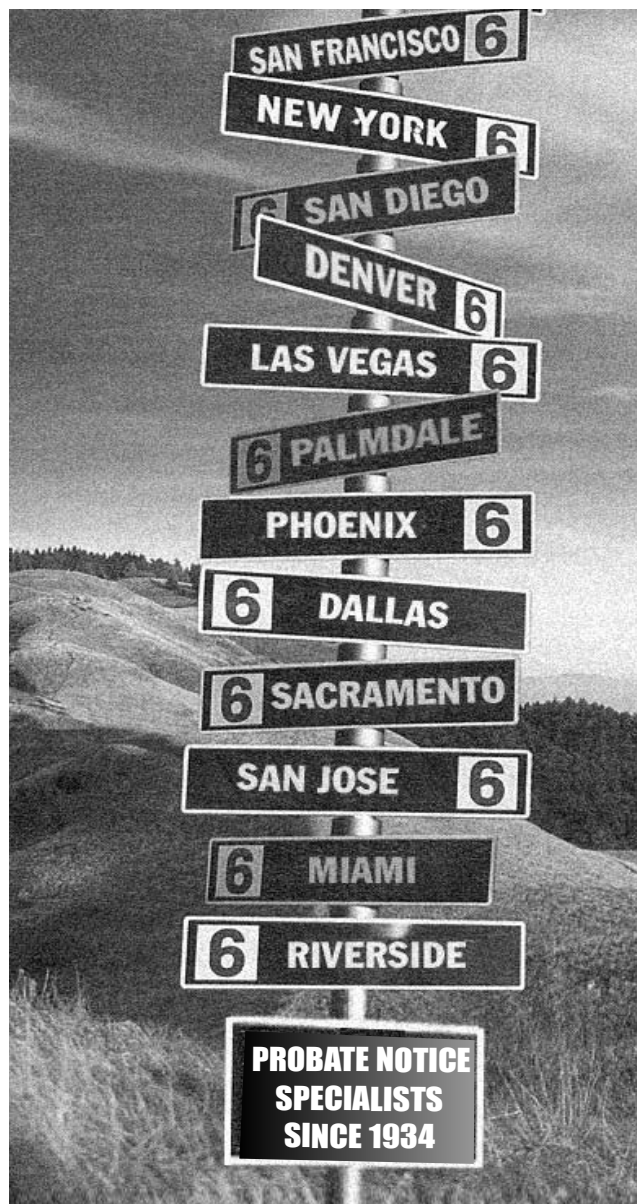 SAN FRANCISCO 6
NEW YORK 6
6 SAN DIEGO
DENVER 6
LAS VEGAS 6
6 PALMDALE
PHOENIX 6
6 DALLAS
6 SACRAMENTO
SAN JOSE 6
6 MIAMI
6 RIVERSIDE
PROBATE NOTICE
SPECIALISTS
SINCE 1934